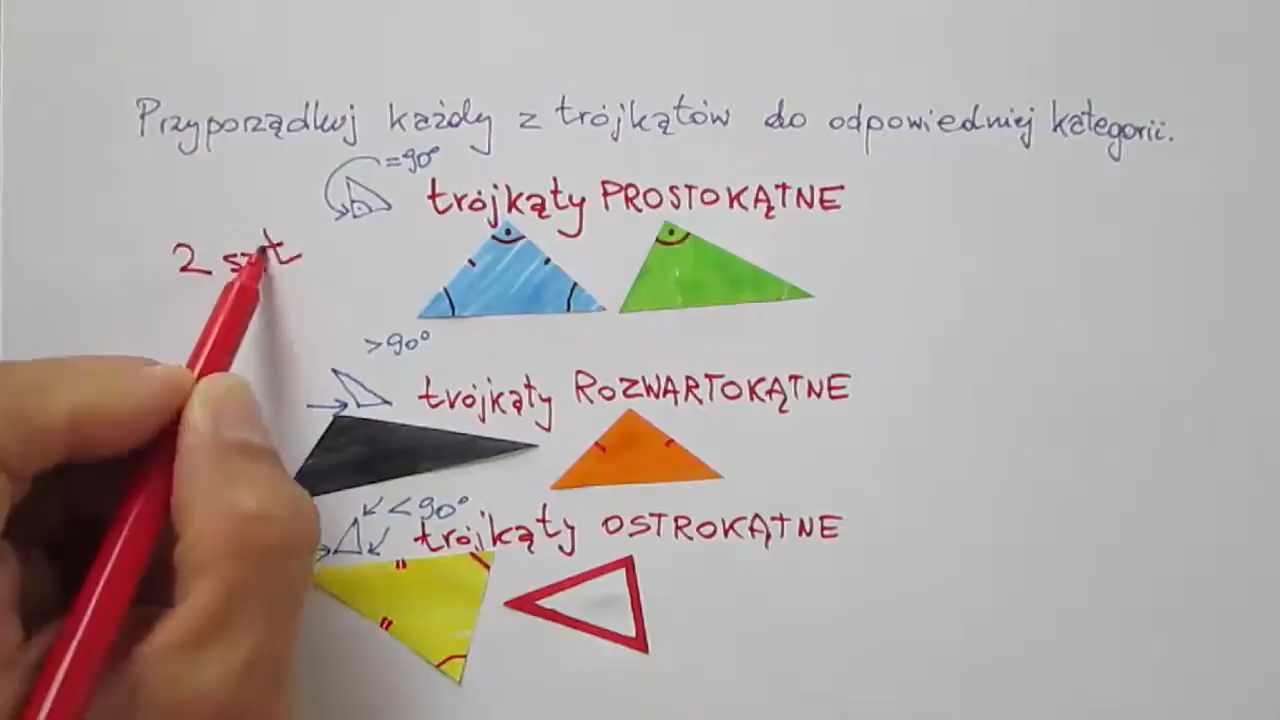 Przyporządkuj każdy z trójkątów do odpowiedniej kategorii.
=90°
trójkąty PROSTOKĄTNE
2 szt
>90°
trójkąty ROZWARTOKĄTNE
<90°
trójkąty OSTROKĄTNE